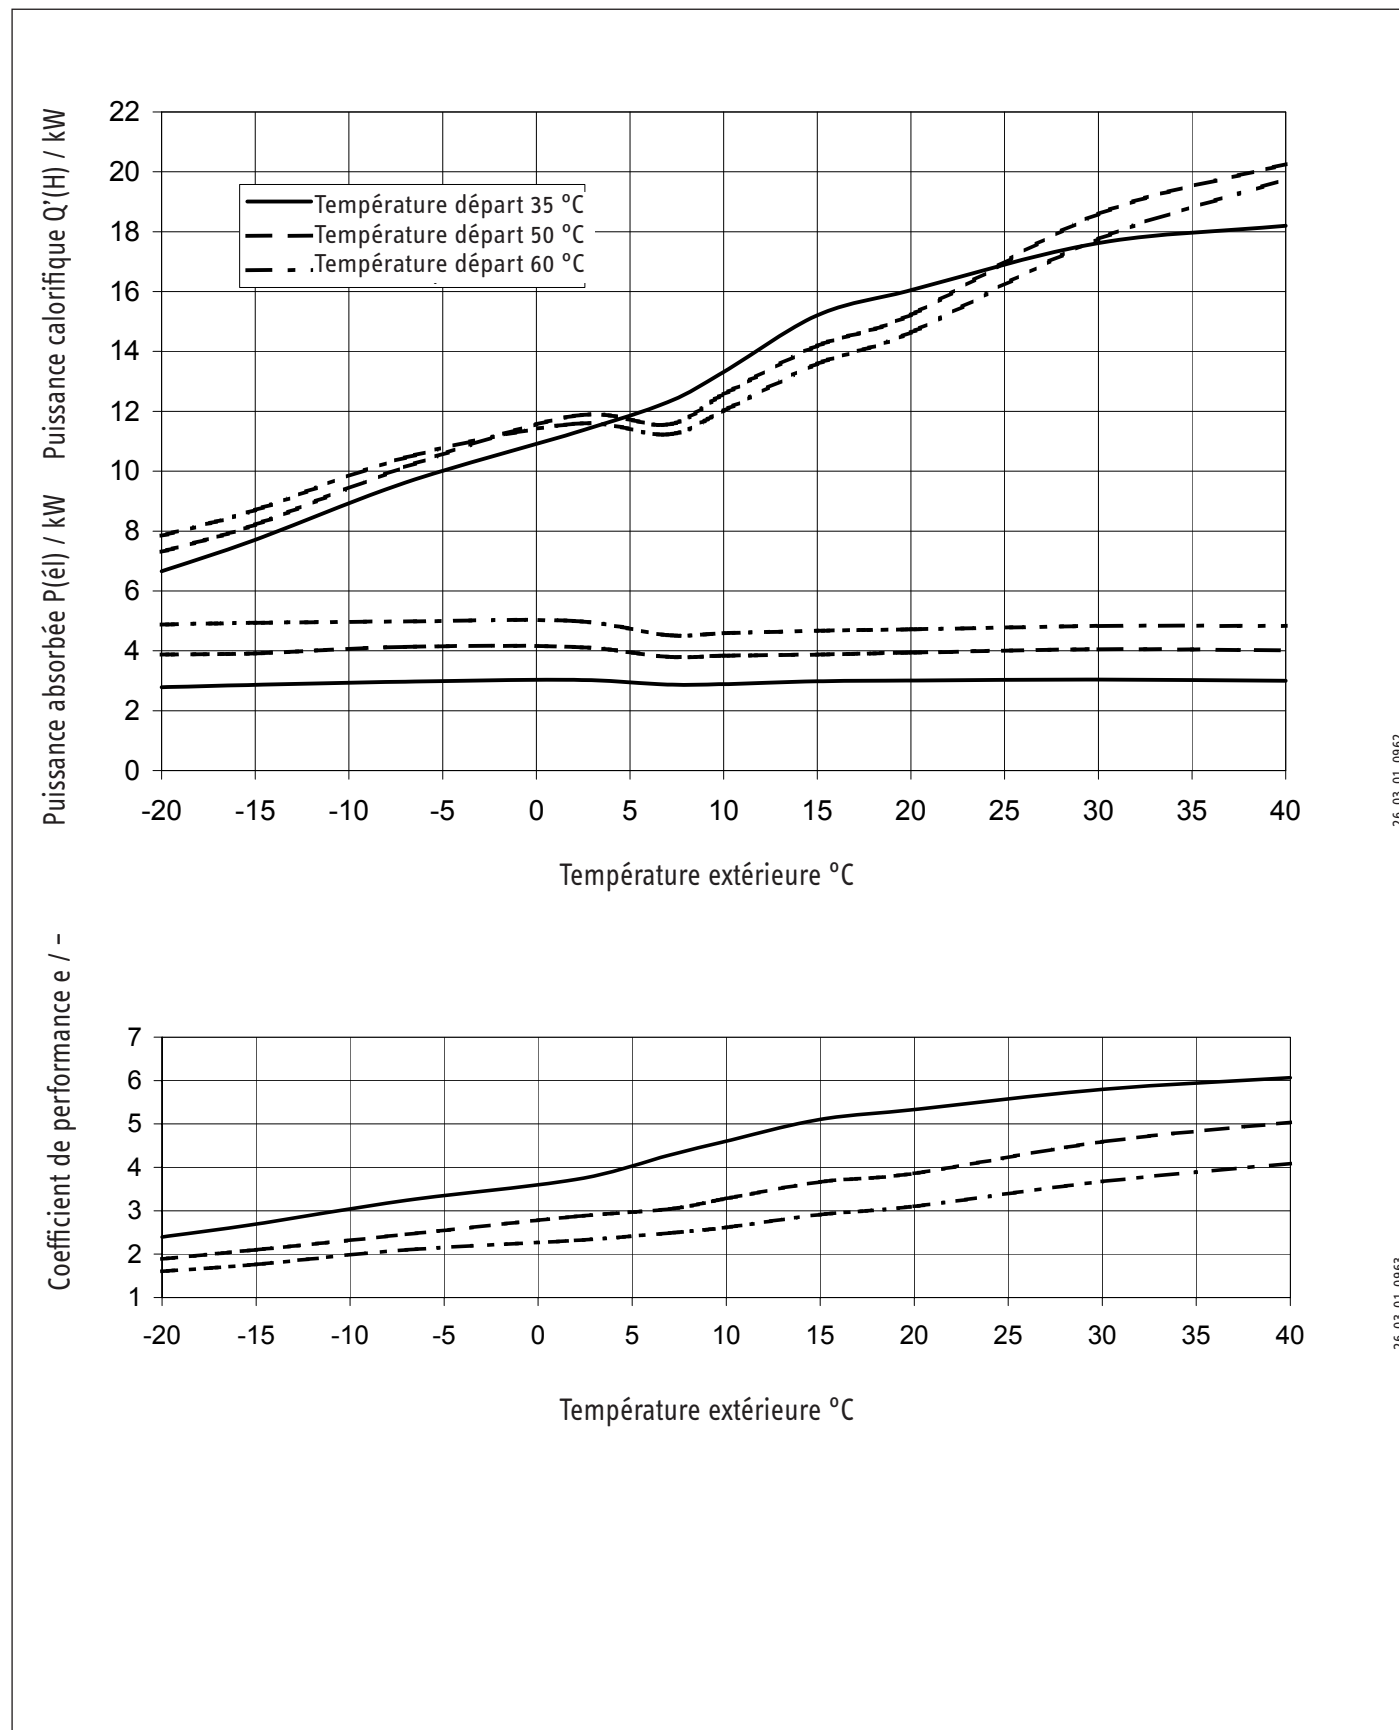 Puissance absorbée P(él) / kW Puissance calorifique Q'(H) / kW
22
20
18
16
14
12
10
8
6
4
2
0
Température départ 35 °C
Température départ 50 °C
Température départ 60 °C
-20 -15 -10 -5 0 5 10 15 20 25 30 35 40
Température extérieure °C
26_03_01_0962
Coefficient de performance e / –
7
6
5
4
3
2
1
-20 -15 -10 -5 0 5 10 15 20 25 30 35 40
Température extérieure °C
26_03_01_0963